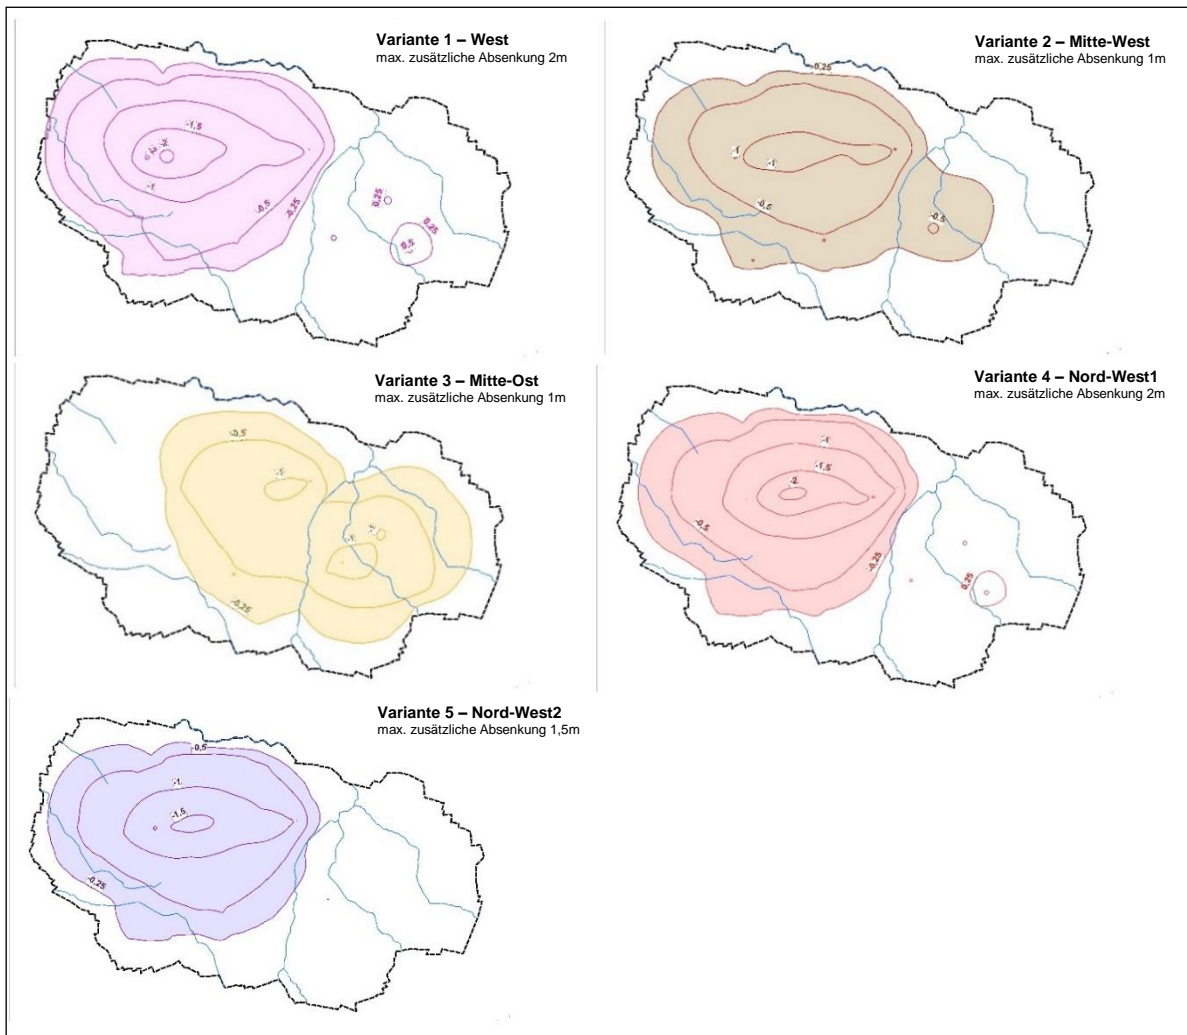 Variante 1 – West
max. zusätzliche Absenkung 2m
-1,5
-2
-1
-0,5
-0,25
0,25
0,25
0,5
Variante 2 – Mitte-West
max. zusätzliche Absenkung 1m
-0,25
-1
-1
-0,5
-0,5
Variante 3 – Mitte-Ost
max. zusätzliche Absenkung 1m
-0,5
-1
-1
-1
-0,25
Variante 4 – Nord-West1
max. zusätzliche Absenkung 2m
-1
-1,5
-2
-0,5
-0,25
0,25
Variante 5 – Nord-West2
max. zusätzliche Absenkung 1,5m
-0,5
-1
-1,5
-0,25